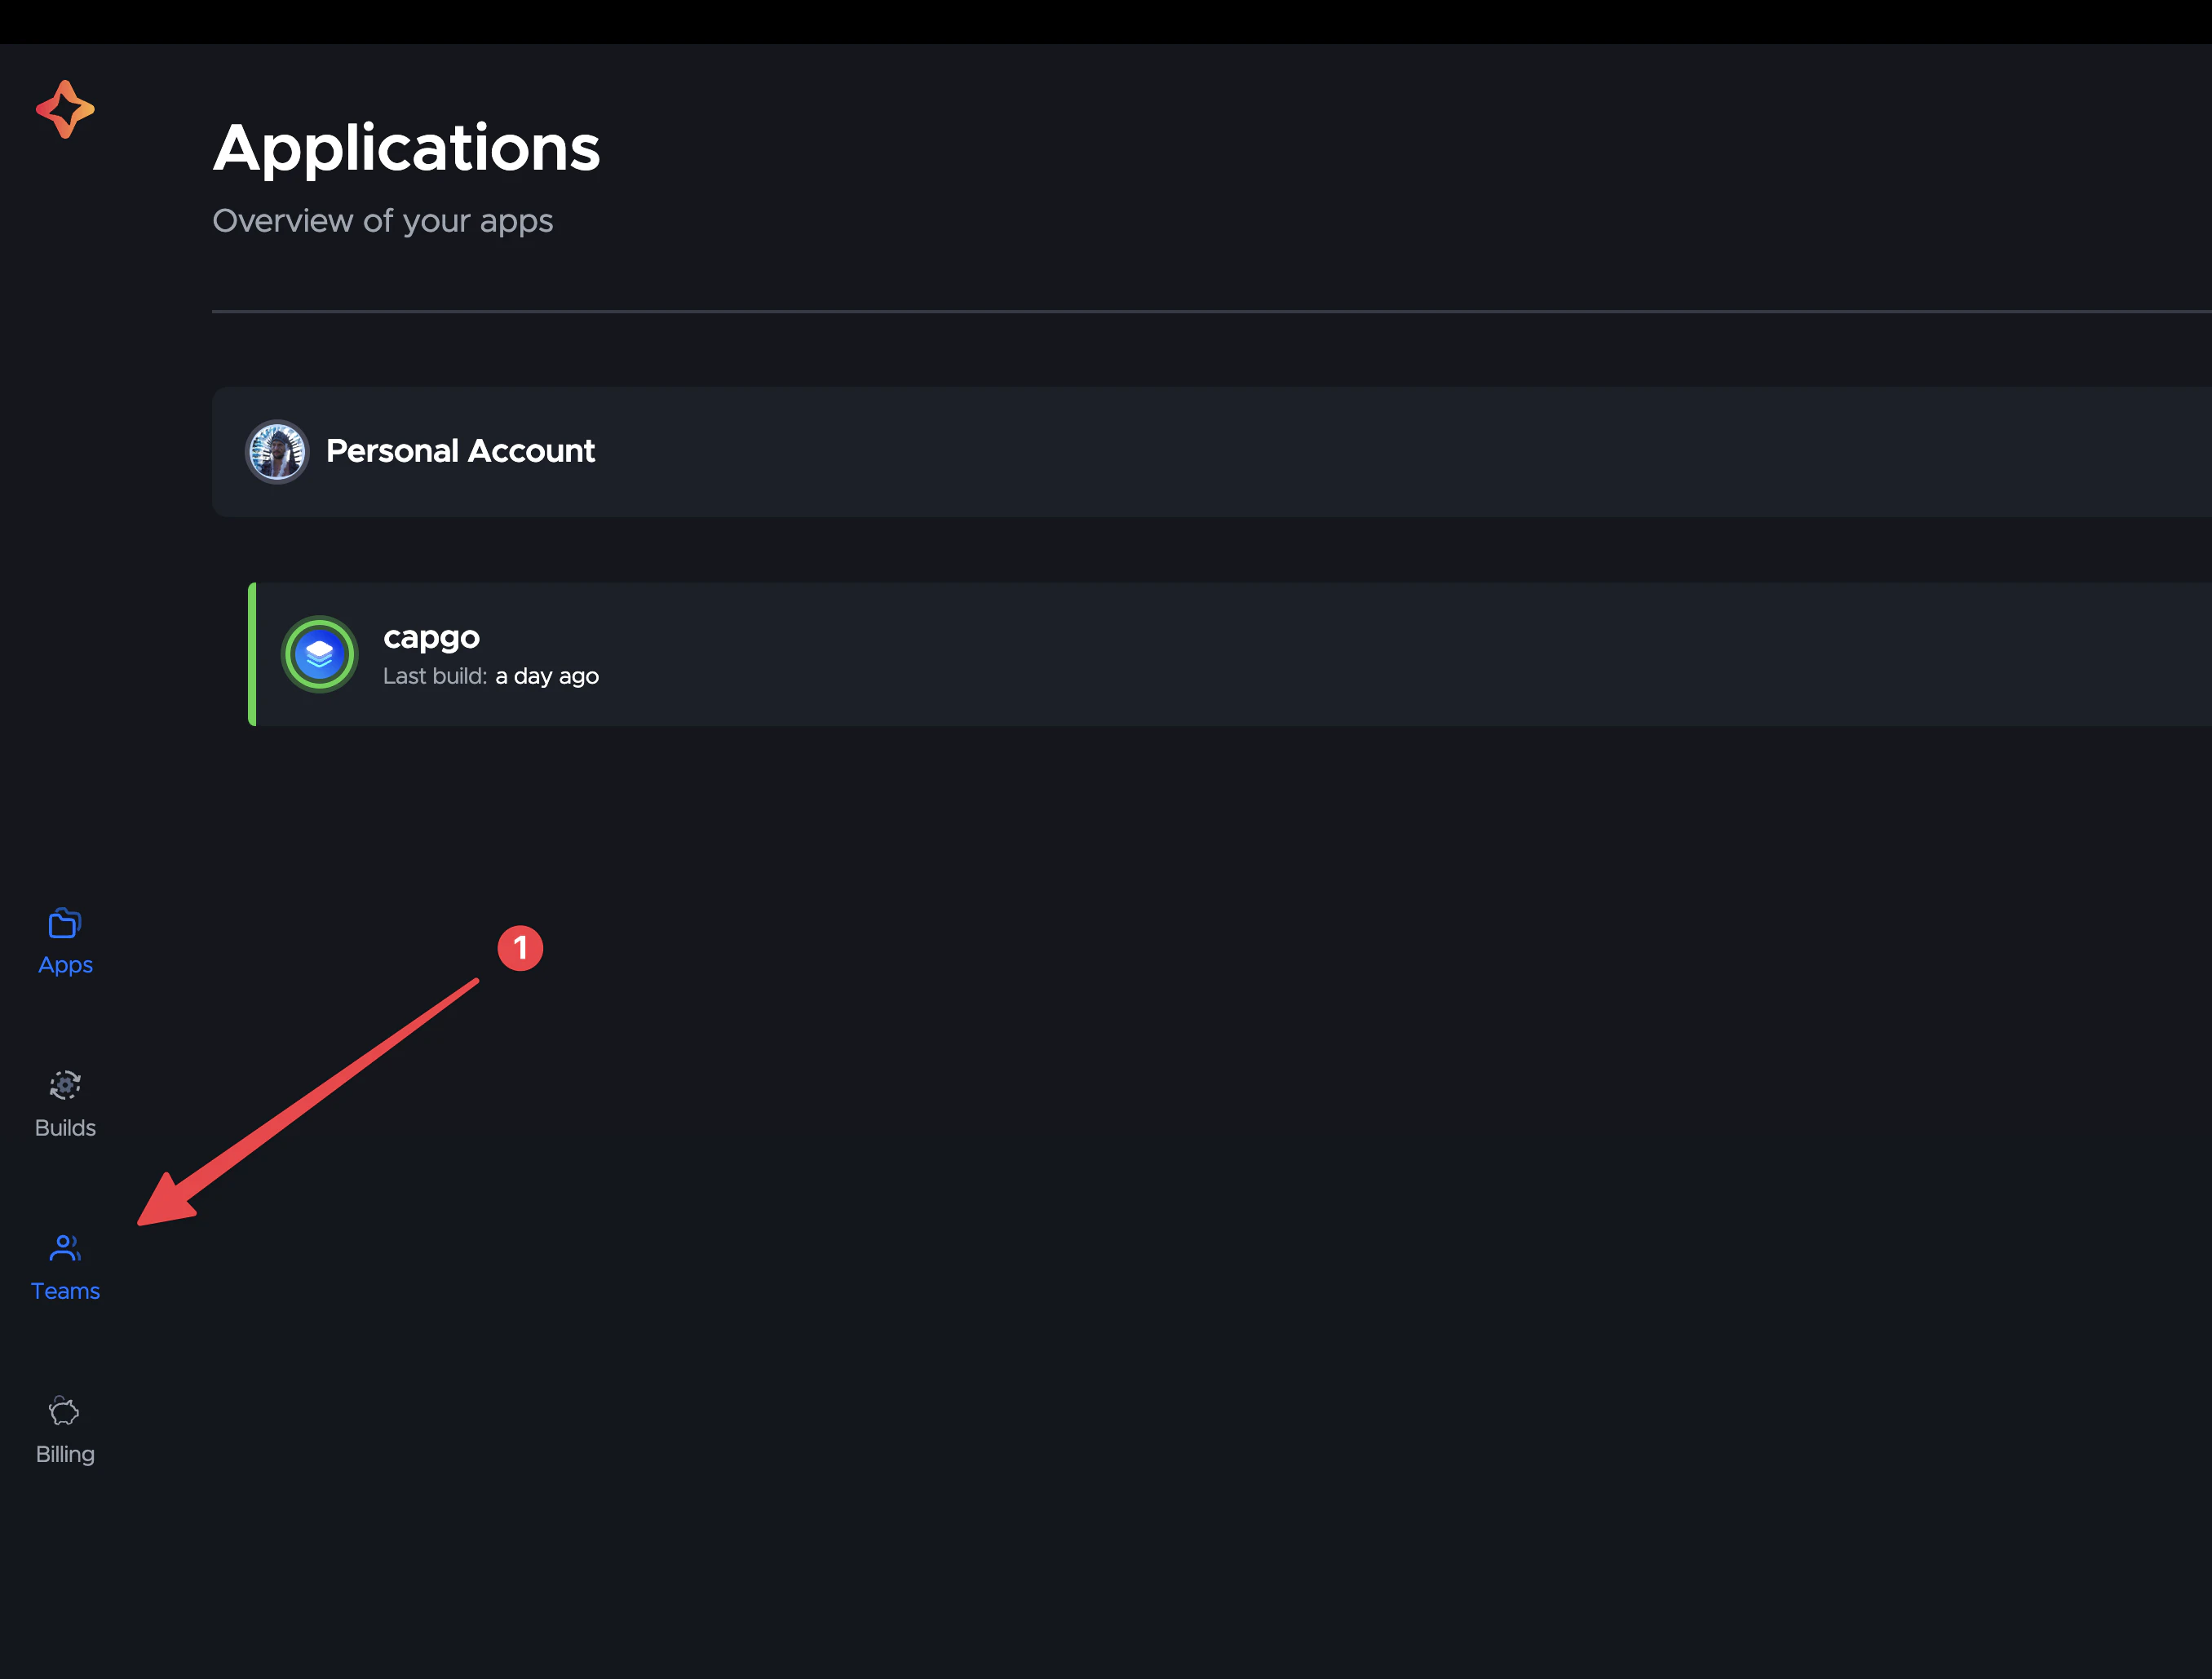 Applications
Overview of your apps
Personal Account
capgo
Last build: a day ago
Apps
1
Builds
Teams
Billing